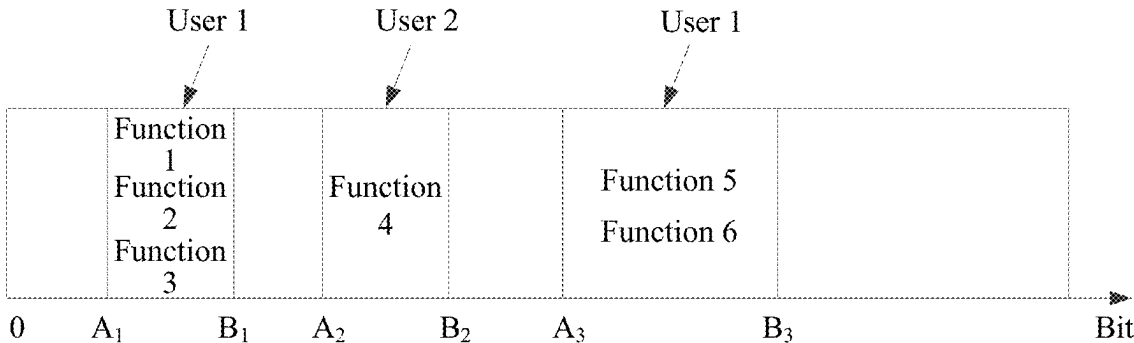 User 1 User 2 User 1
Function
1
Function
2
Function
3
Function
4
Function 5
Function 6
0 A₁ B₁ A₂ B₂ A₃ B₃ Bit